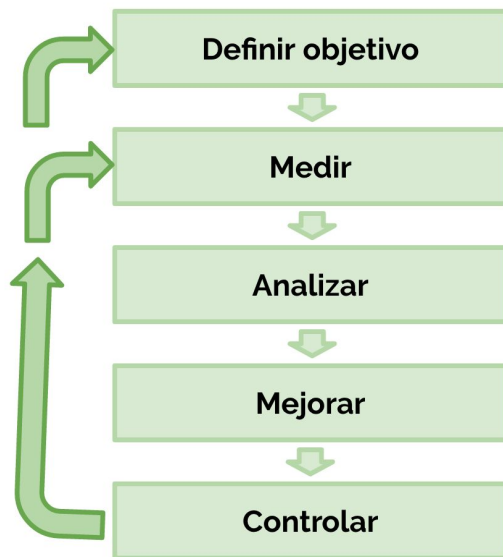 Definir objetivo
Medir
Analizar
Mejorar
Controlar